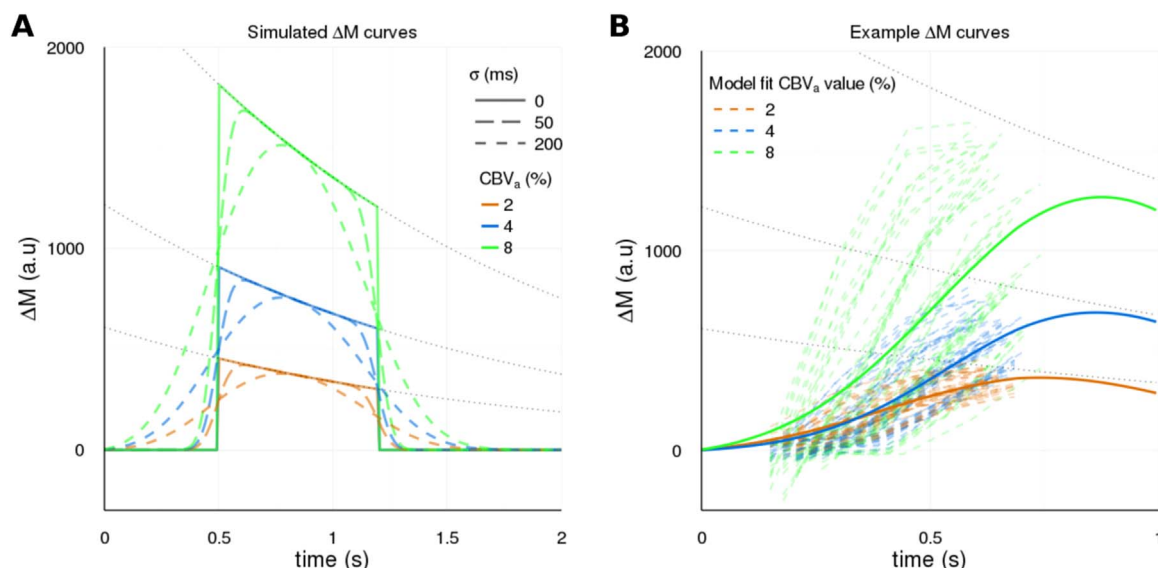 A
Simulated ΔM curves
2000
1000
0
ΔM (a.u)
σ (ms)
0
50
200
CBVa (%)
2
4
8
0
0.5
1
1.5
2
time (s)
B
Example ΔM curves
2000
1000
0
ΔM (a.u)
Model fit CBVa value (%)
2
4
8
0
0.5
1
time (s)